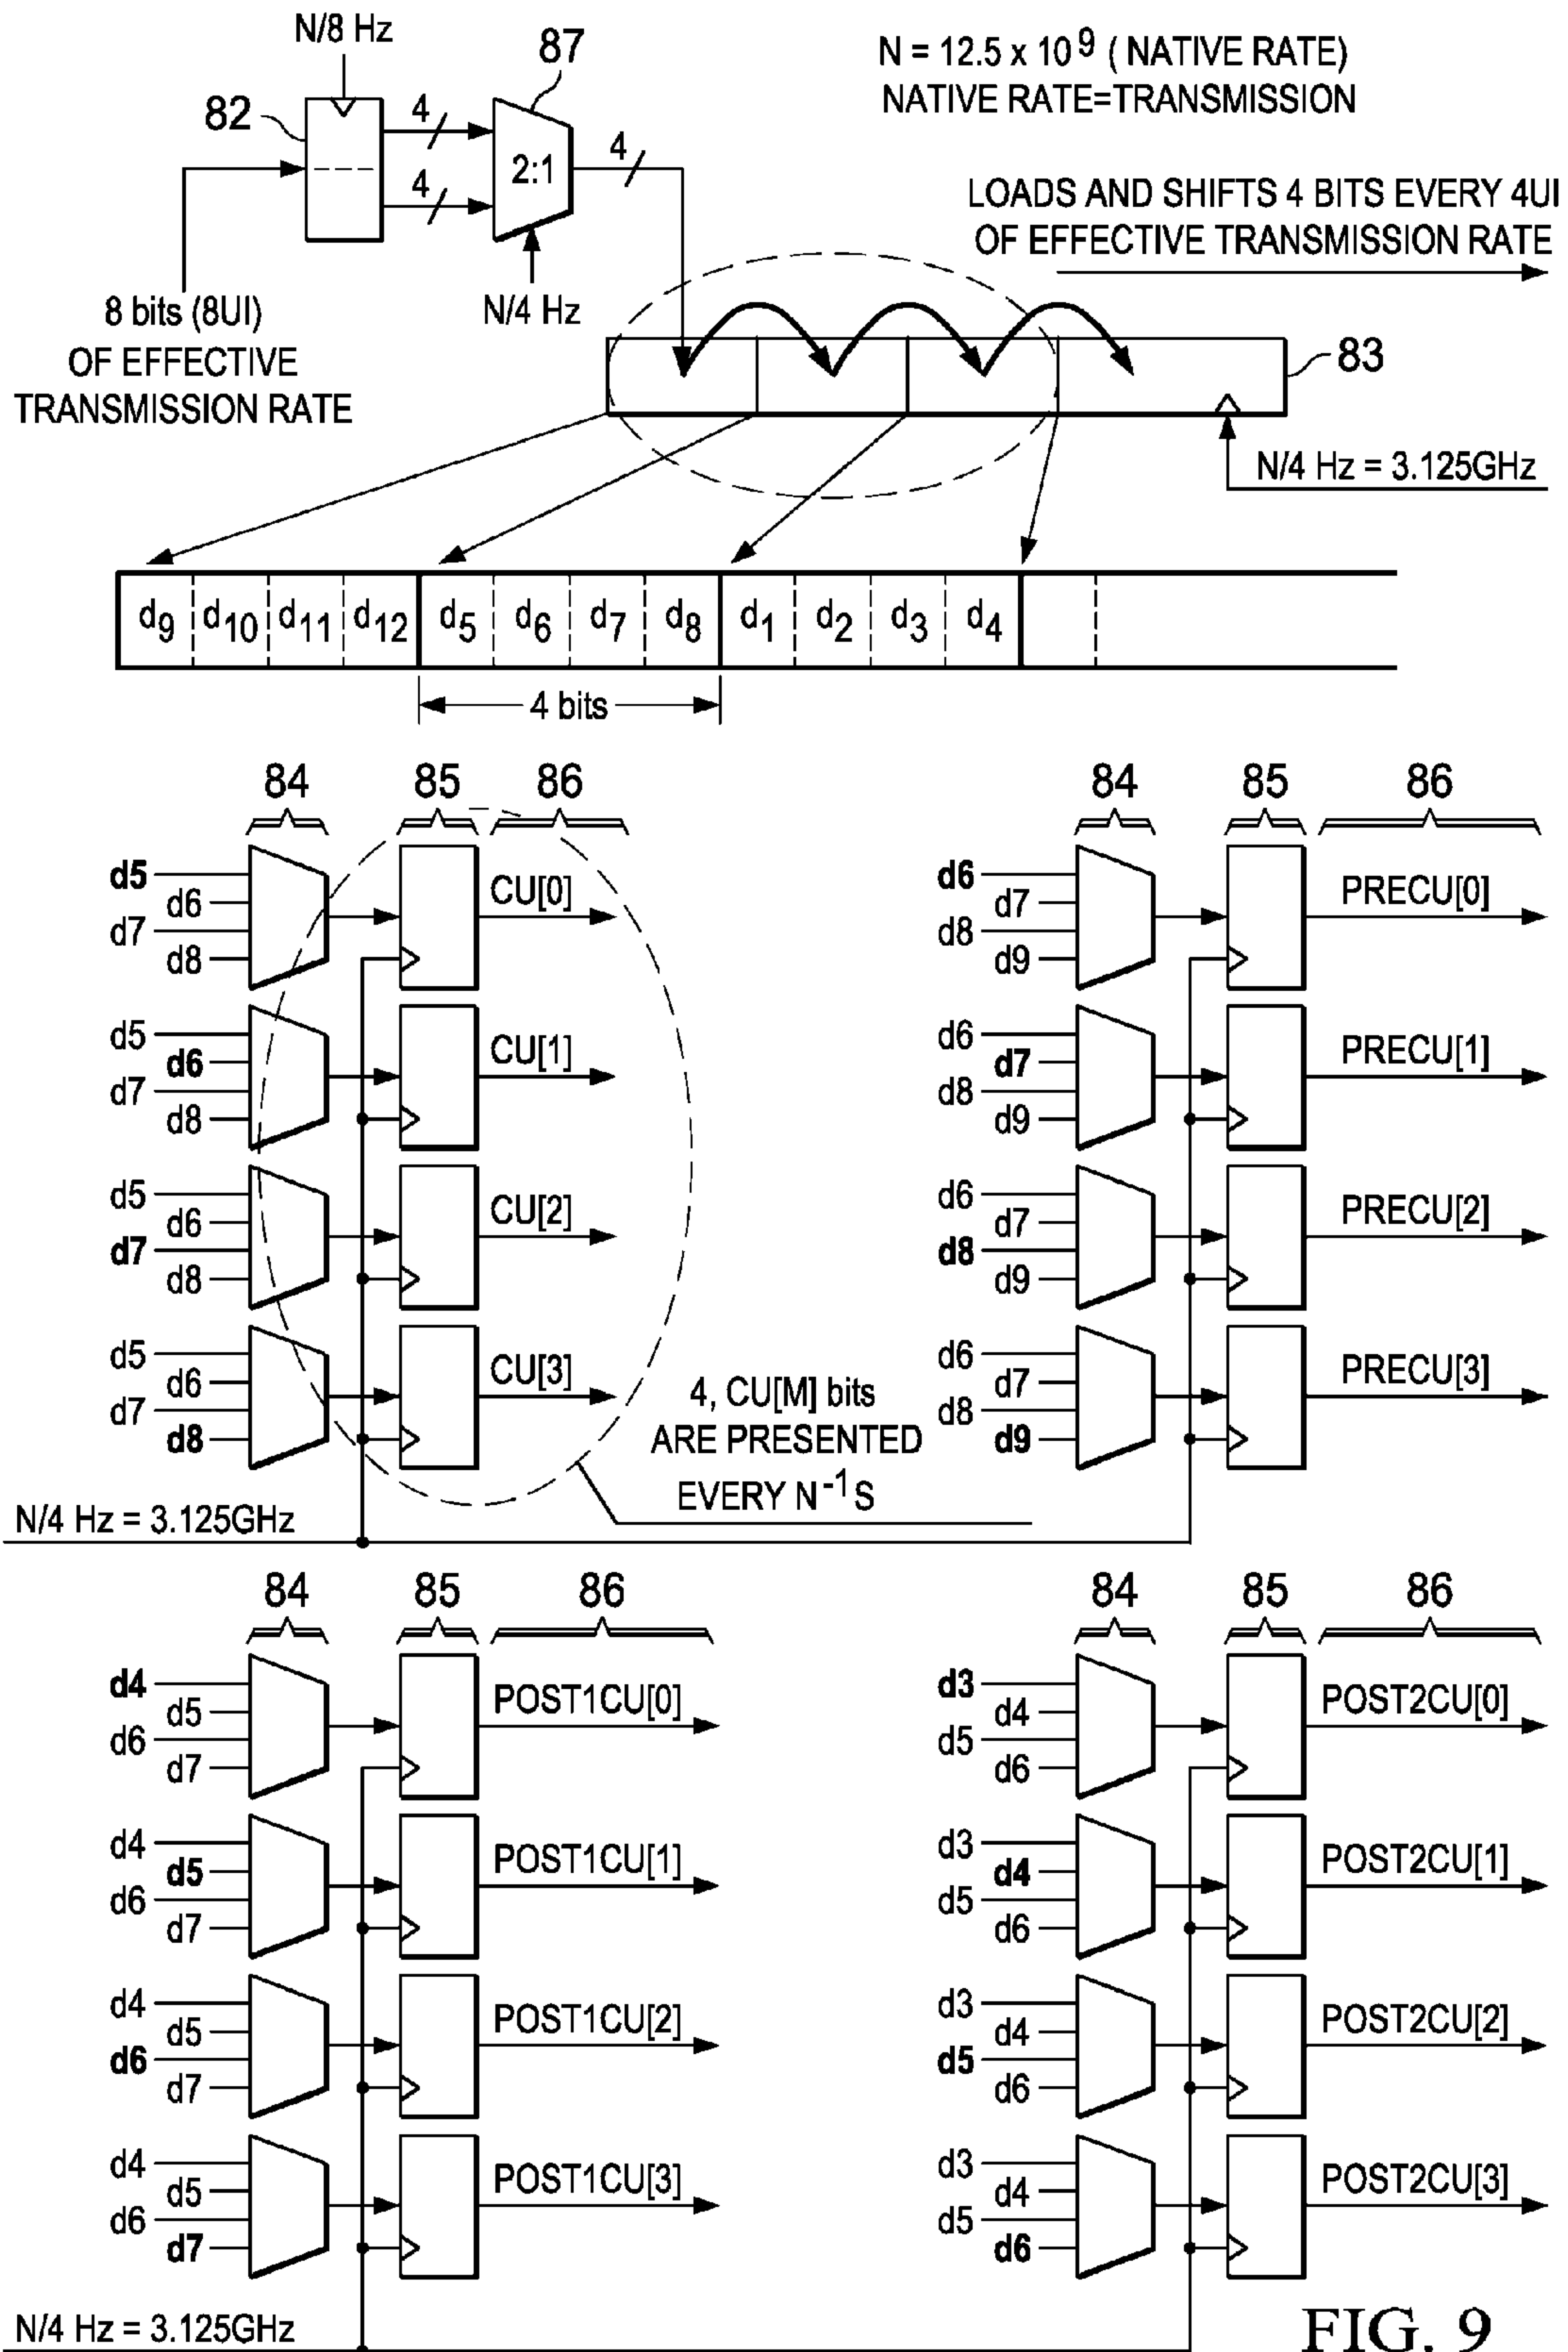 N/8 Hz
87
N = 12.5 x 10⁹ ( NATIVE RATE)
NATIVE RATE=TRANSMISSION
82
4
4
2:1
4
LOADS AND SHIFTS 4 BITS EVERY 4UI
OF EFFECTIVE TRANSMISSION RATE
8 bits (8UI)
OF EFFECTIVE
TRANSMISSION RATE
N/4 Hz
83
N/4 Hz = 3.125GHz
d₉ d₁₀ d₁₁ d₁₂ d₅ d₆ d₇ d₈ d₁ d₂ d₃ d₄
4 bits
84 85 86
d5
d6
d7
d8
CU[0]
d5
d6
d7
d8
CU[1]
d5
d6
d7
d8
CU[2]
d5
d6
d7
d8
CU[3]
4, CU[M] bits
ARE PRESENTED
EVERY N⁻¹S
84 85 86
d6
d7
d8
d9
PRECU[0]
d6
d7
d8
d9
PRECU[1]
d6
d7
d8
d9
PRECU[2]
d6
d7
d8
d9
PRECU[3]
N/4 Hz = 3.125GHz
84 85 86
d4
d5
d6
d7
POST1CU[0]
d4
d5
d6
d7
POST1CU[1]
d4
d5
d6
d7
POST1CU[2]
d4
d5
d6
d7
POST1CU[3]
84 85 86
d3
d4
d5
d6
POST2CU[0]
d3
d4
d5
d6
POST2CU[1]
d3
d4
d5
d6
POST2CU[2]
d3
d4
d5
d6
POST2CU[3]
N/4 Hz = 3.125GHz
FIG. 9